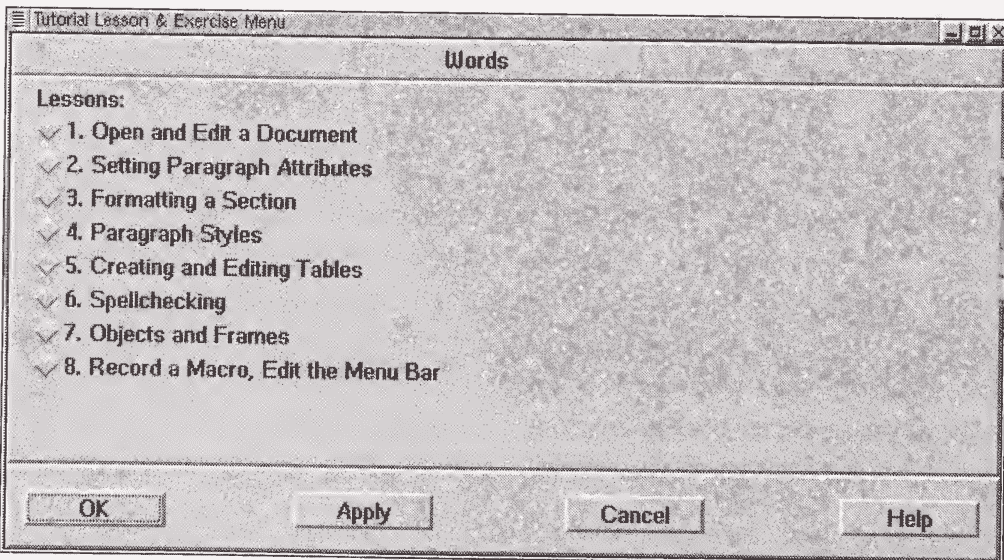 Tutorial Lesson & Exercise Menu
Words
Lessons:
1. Open and Edit a Document
2. Setting Paragraph Attributes
3. Formatting a Section
4. Paragraph Styles
5. Creating and Editing Tables
6. Spellchecking
7. Objects and Frames
8. Record a Macro, Edit the Menu Bar
OK Apply Cancel Help